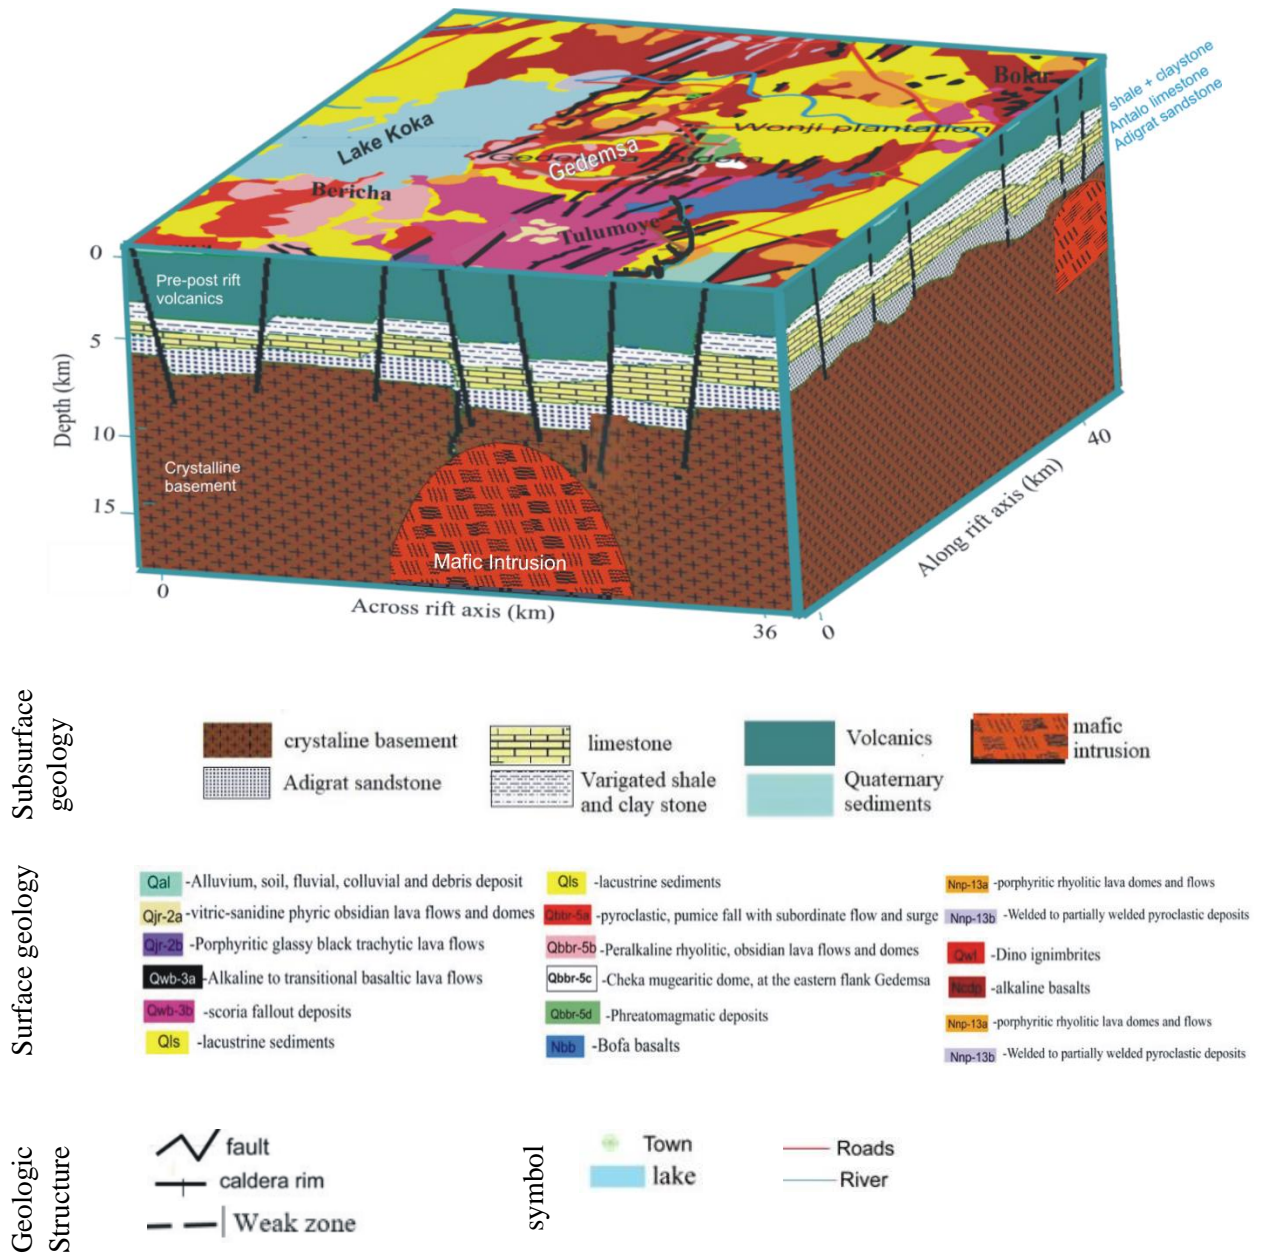 Bokur
shale + claystone
Antalo limestone
Adigrat sandstone
Lake Koka
Wonji plantation
Gedemsa
Bericha
Tulumoye
0
Pre-post rift
volcanics
5
Depth (km)
10
Crystalline
basement
15
Mafic Intrusion
0
Across rift axis (km)
36
0
Along rift axis (km)
40
Subsurface
geology
crystaline basement
Adigrat sandstone
limestone
Varigated shale
and clay stone
Volcanics
Quaternary
sediments
mafic
intrusion
Surface geology
Qal -Alluvium, soil, fluvial, colluvial and debris deposit
Qjr-2a -vitric-sanidine phyric obsidian lava flows and domes
Qjr-2b -Porphyritic glassy black trachytic lava flows
Qwb-3a -Alkaline to transitional basaltic lava flows
Qwb-3b -scoria fallout deposits
Qls -lacustrine sediments
Qls -lacustrine sediments
Qbbr-5a -pyroclastic, pumice fall with subordinate flow and surge
Qbbr-5b -Peralkaline rhyolitic, obsidian lava flows and domes
Qbbr-5c -Cheka mugearitic dome, at the eastern flank Gedemsa
Qbbr-5d -Phreatomagmatic deposits
Nbb -Bofa basalts
Nnp-13a -porphyritic rhyolitic lava domes and flows
Nnp-13b -Welded to partially welded pyroclastic deposits
Qwl -Dino ignimbrites
Ncdp -alkaline basalts
Nnp-13a -porphyritic rhyolitic lava domes and flows
Nnp-13b -Welded to partially welded pyroclastic deposits
Geologic
Structure
fault
caldera rim
Weak zone
symbol
Town
lake
Roads
River